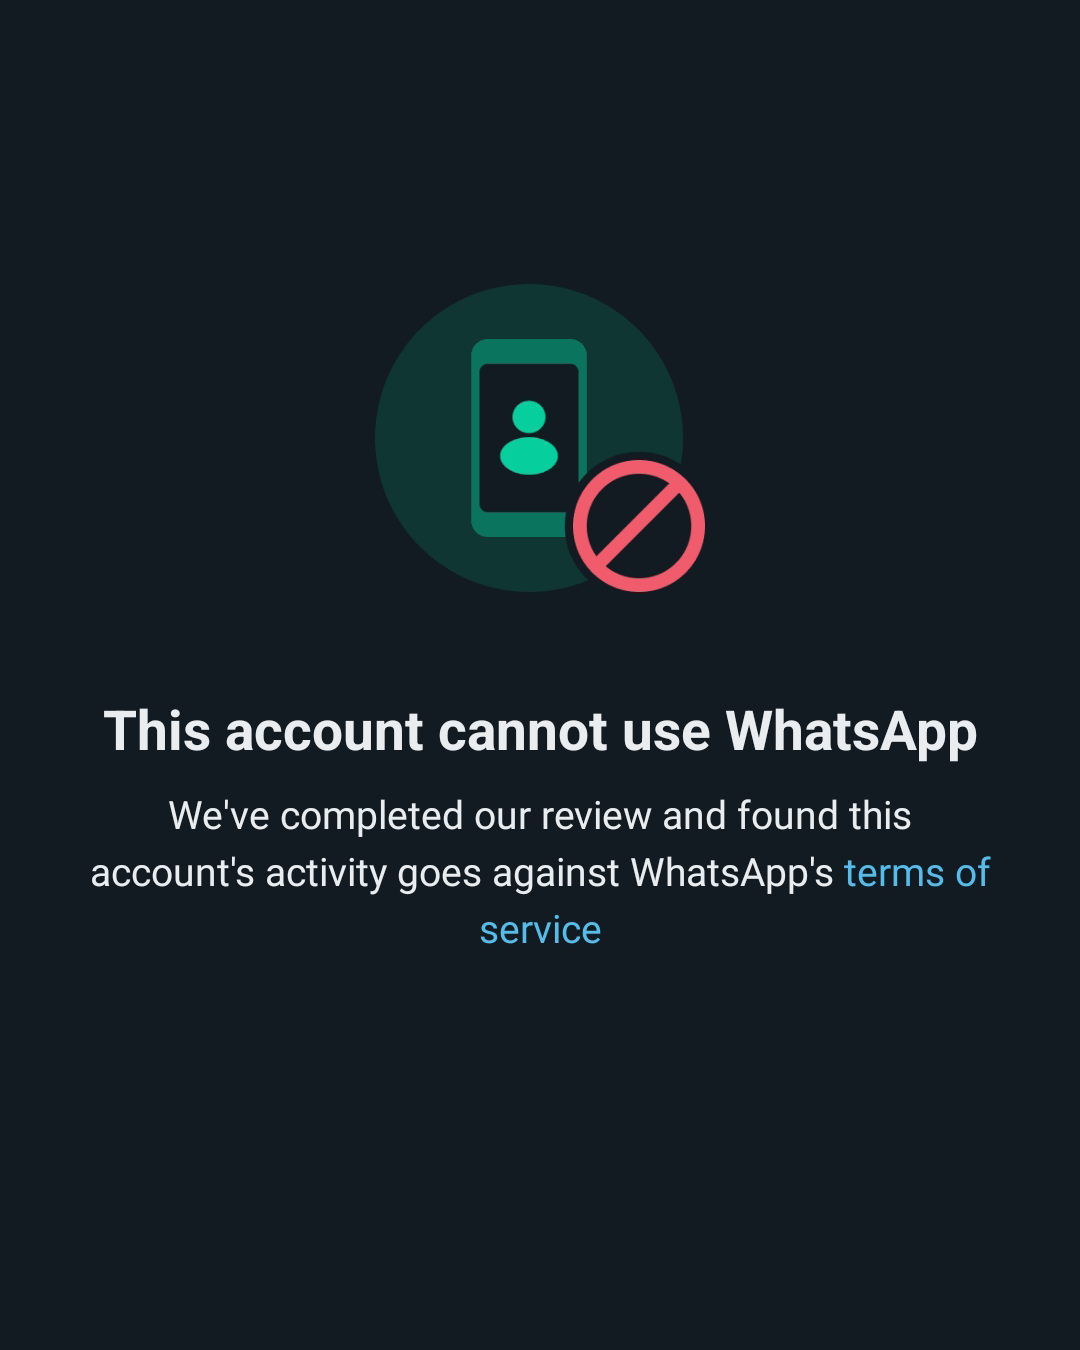 This account cannot use WhatsApp
We've completed our review and found this
account's activity goes against WhatsApp's terms of
service